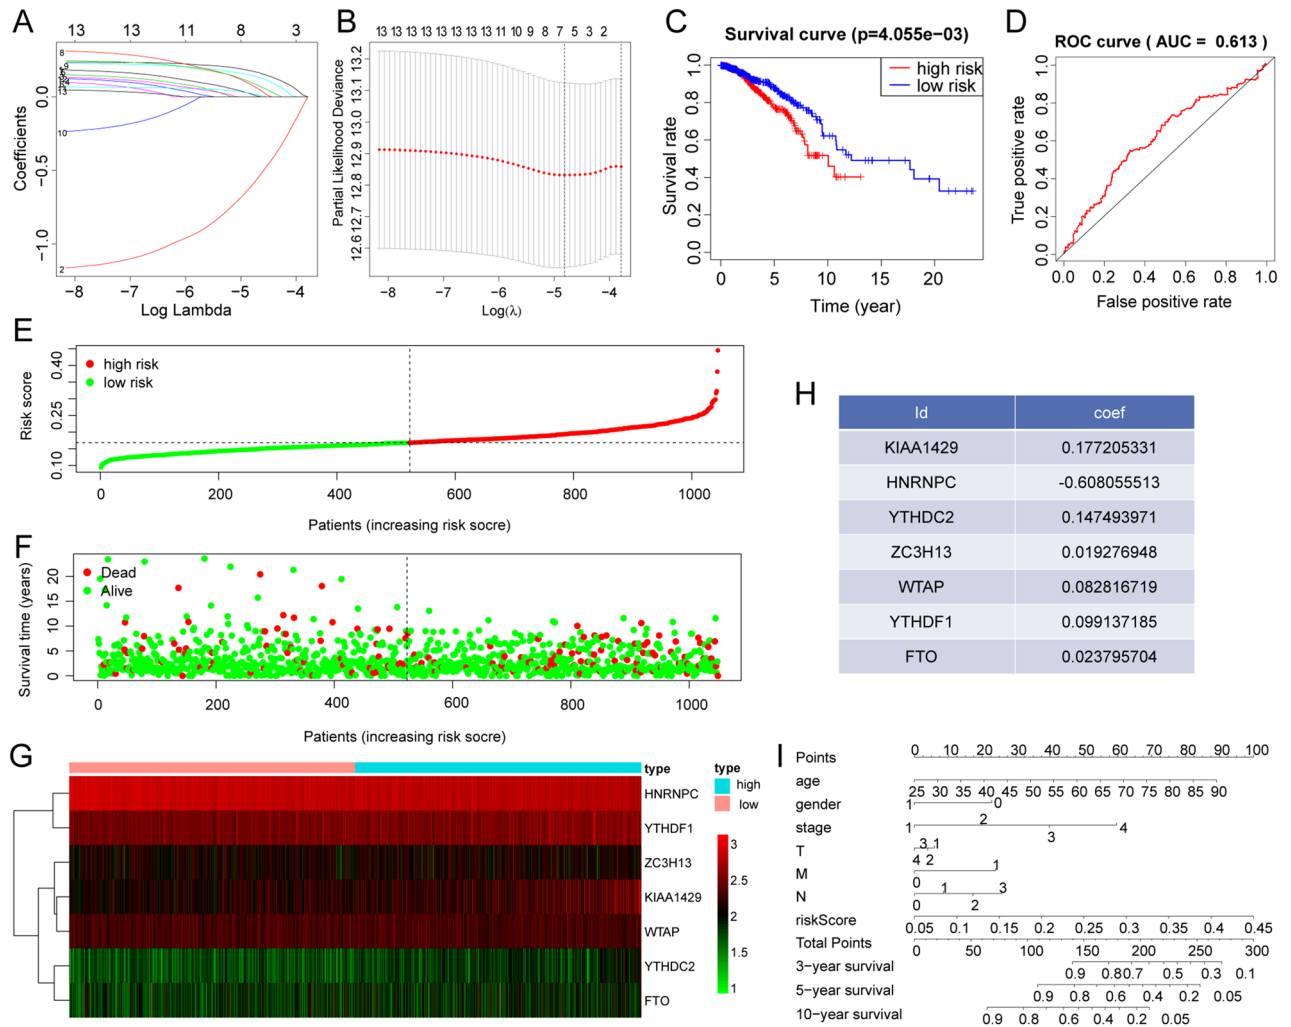 A
13 13 11 8 3
Coefficients
0.0
−0.5
−1.0
8
9
13
10
2
−8 −7 −6 −5 −4
Log Lambda
B
13 13 13 13 13 13 13 13 11 10 9 8 7 5 3 2
Partial Likelihood Deviance
13.2
13.1
13.0
12.9
12.8
12.7
12.6
−8 −7 −6 −5 −4
Log(λ)
C
Survival curve (p=4.055e−03)
high risk
low risk
Survival rate
1.0
0.8
0.6
0.4
0.2
0.0
0 5 10 15 20
Time (year)
D
ROC curve ( AUC = 0.613 )
True positive rate
1.0
0.8
0.6
0.4
0.2
0.0
0.0 0.2 0.4 0.6 0.8 1.0
False positive rate
E
high risk
low risk
Risk score
0.40
0.25
0.10
0 200 400 600 800 1000
Patients (increasing risk socre)
F
Dead
Alive
Survival time (years)
20
15
10
5
0
0 200 400 600 800 1000
Patients (increasing risk socre)
G
type
HNRNPC
YTHDF1
ZC3H13
KIAA1429
WTAP
YTHDC2
FTO
type
high
low
3
2.5
2
1.5
1
H
Id coef
KIAA1429 0.177205331
HNRNPC -0.608055513
YTHDC2 0.147493971
ZC3H13 0.019276948
WTAP 0.082816719
YTHDF1 0.099137185
FTO 0.023795704
I
Points 0 10 20 30 40 50 60 70 80 90 100
age
25 30 35 40 45 50 55 60 65 70 75 80 85 90
gender 1 0
2
stage 1 4
3
T 3 1
4 2
M 1
0
N 1 3
0 2
riskScore
0.05 0.1 0.15 0.2 0.25 0.3 0.35 0.4 0.45
Total Points
0 50 100 150 200 250 300
3−year survival
0.9 0.80.7 0.5 0.3 0.1
5−year survival
0.9 0.8 0.6 0.4 0.2 0.05
10−year survival
0.9 0.8 0.6 0.4 0.2 0.05